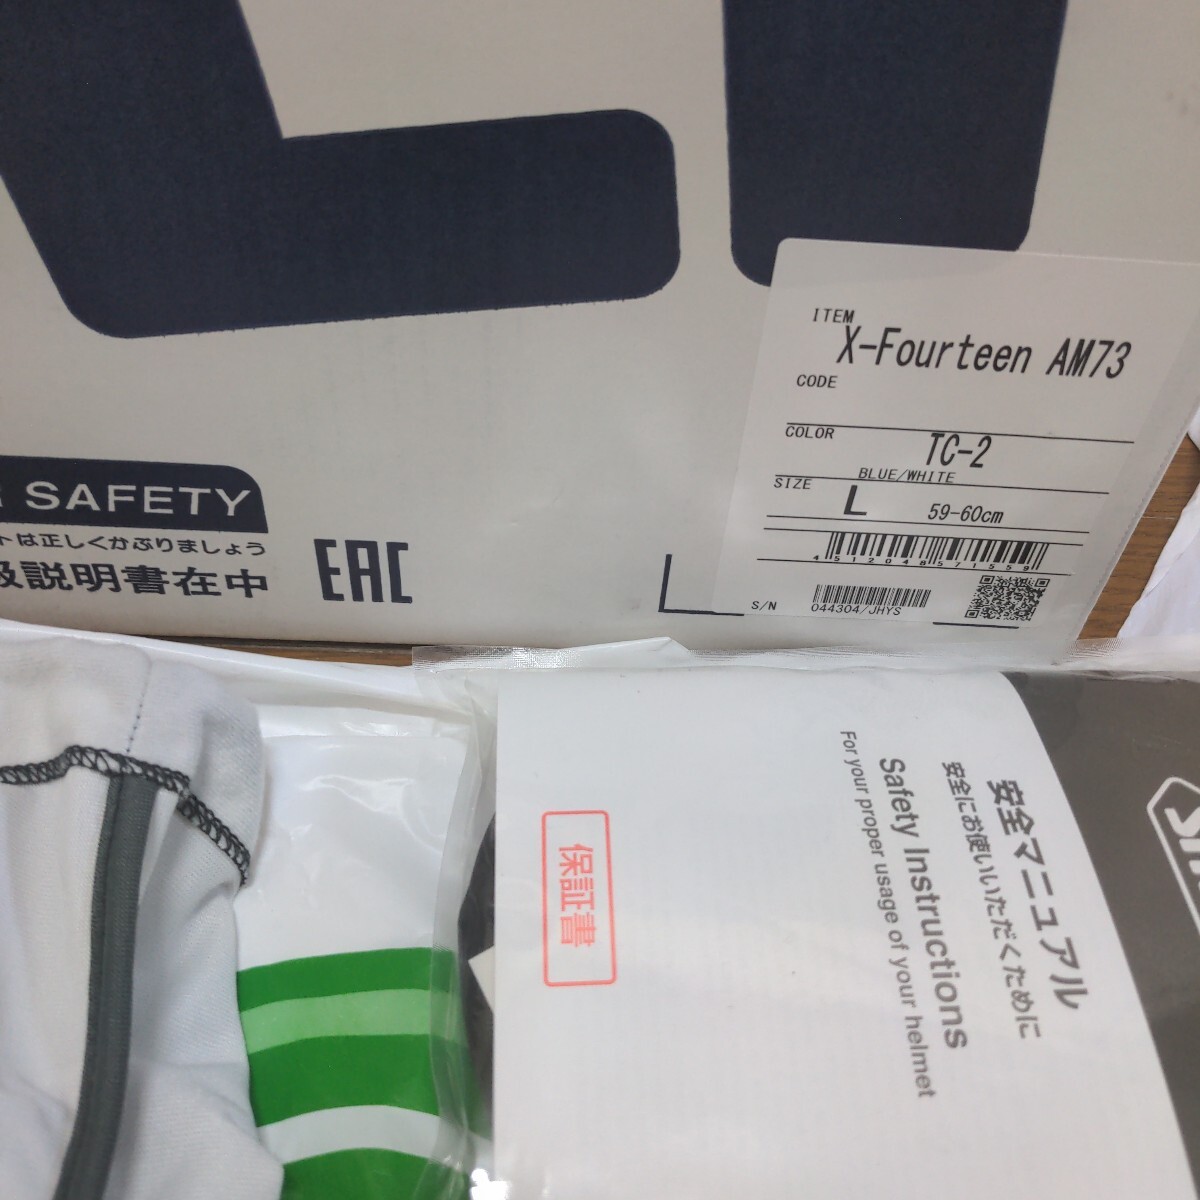 ITEM
X-Fourteen AM73
CODE
COLOR
TC-2
BLUE/WHITE
SIZE
L 59-60cm
4512048571559
S/N
044304/JHYS
SAFETY
トは正しくかぶりましょう
扱説明書在中
EAC
安全マニュアル
安全にお使いいただくために
Safety Instructions
For your proper usage of your helmet
保証書